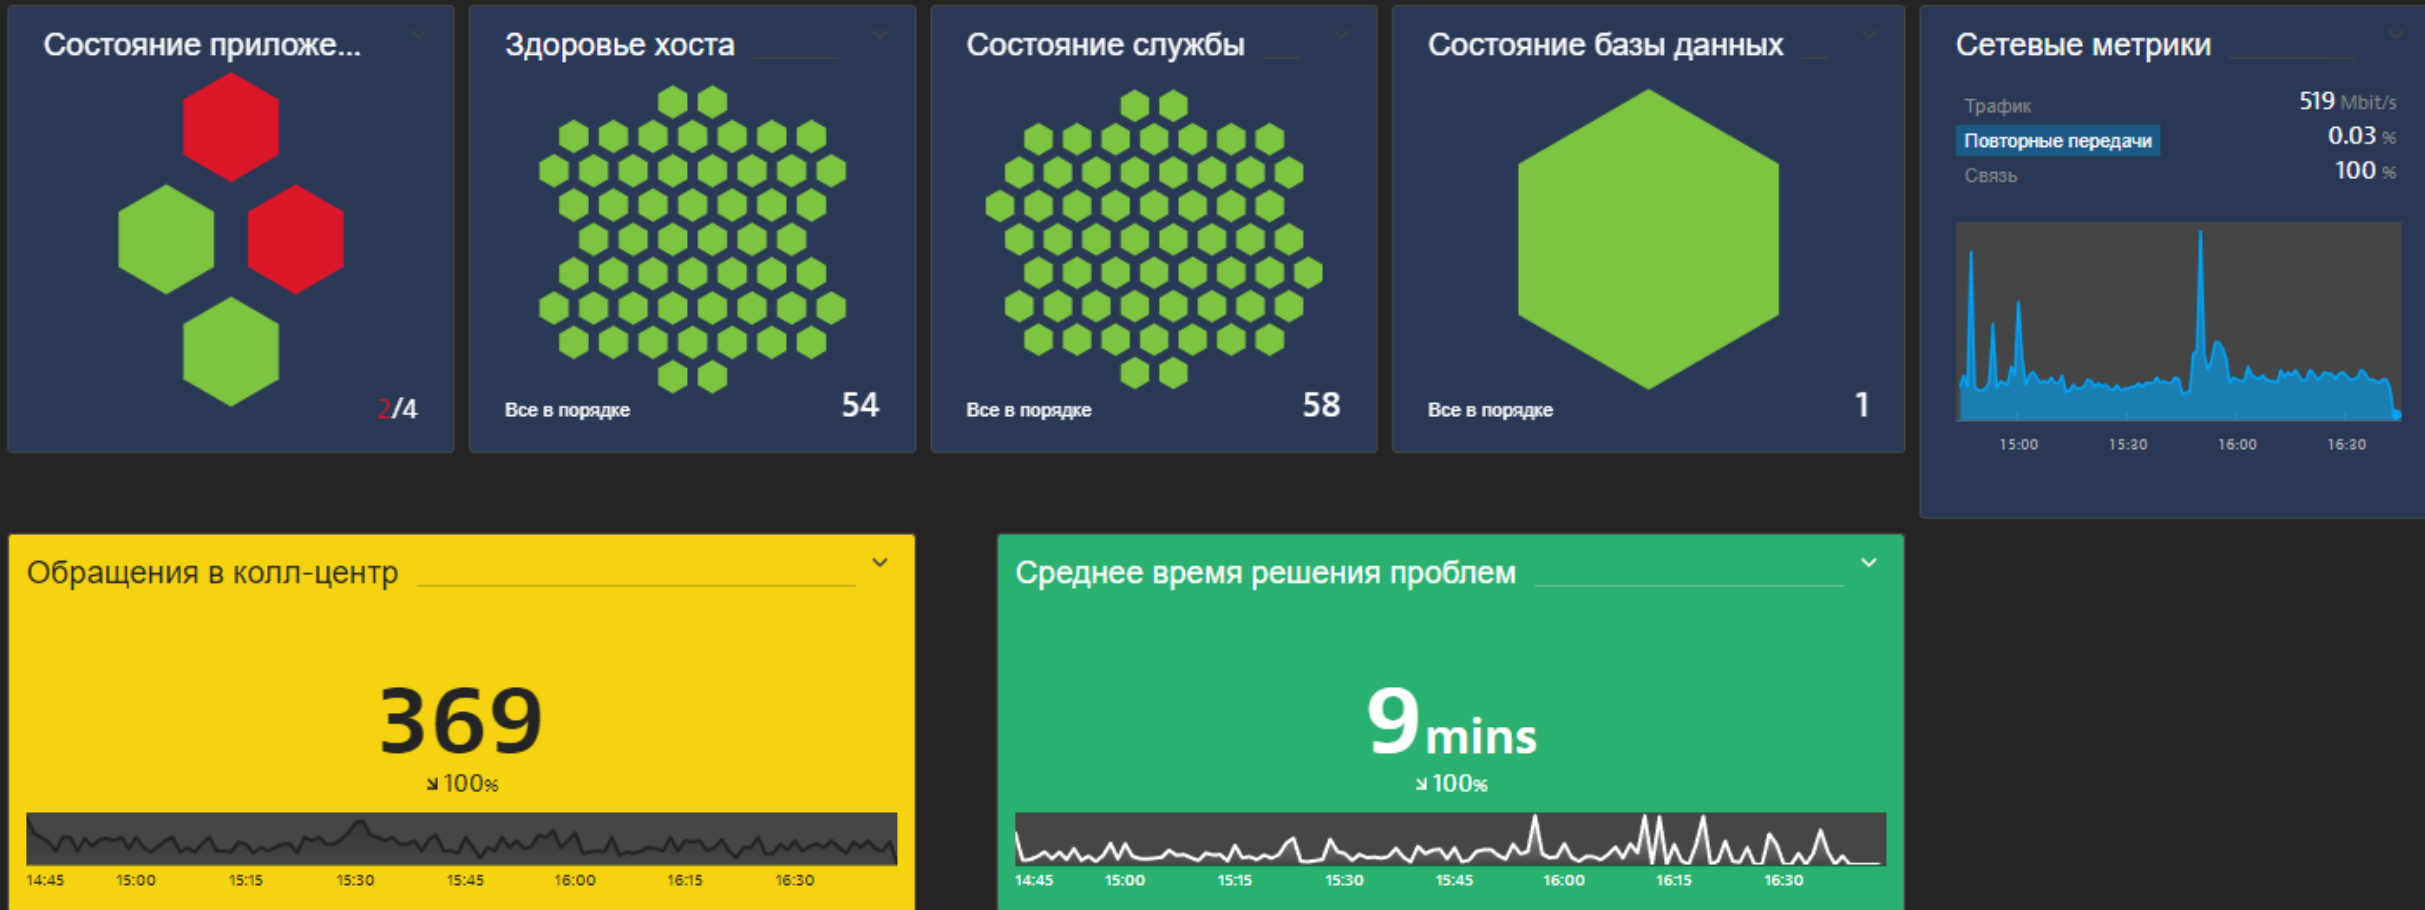 Состояние приложе...
2/4
Здоровье хоста
Все в порядке
54
Состояние службы
Все в порядке
58
Состояние базы данных
Все в порядке
1
Сетевые метрики
Трафик 519 Mbit/s
Повторные передачи 0.03 %
Связь 100 %
15:00 15:30 16:00 16:30
Обращения в колл-центр
369
100%
14:45 15:00 15:15 15:30 15:45 16:00 16:15 16:30
Среднее время решения проблем
9 mins
100%
14:45 15:00 15:15 15:30 15:45 16:00 16:15 16:30